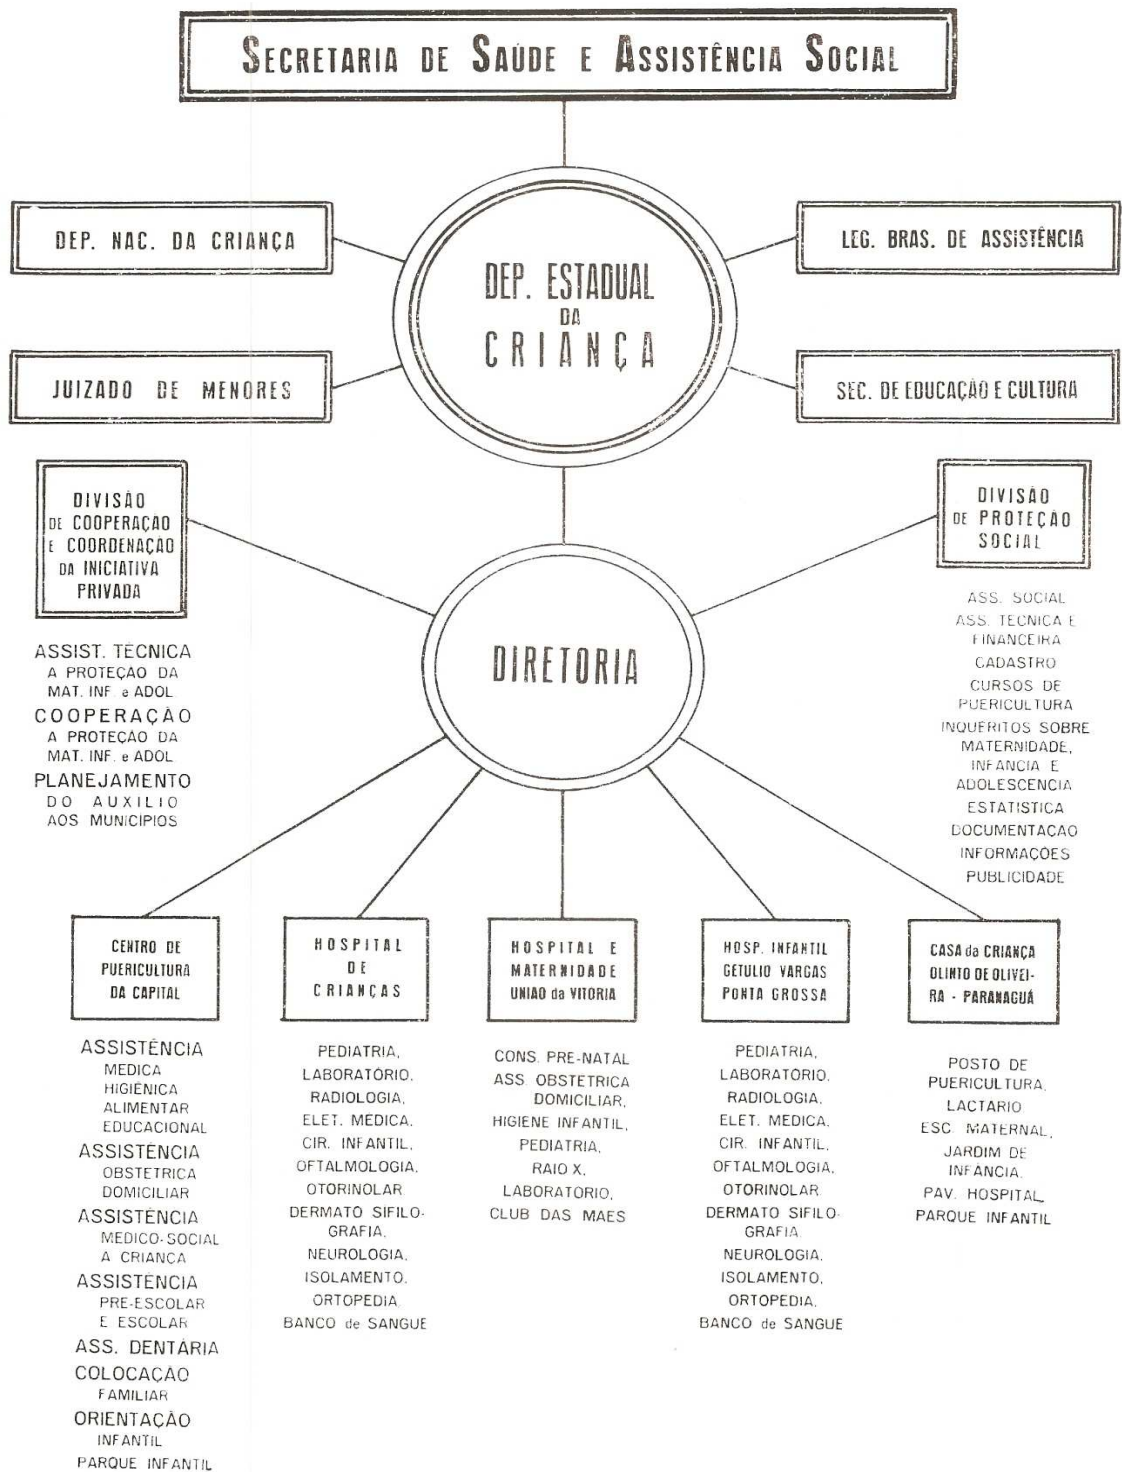 SECRETARIA DE SAÚDE E ASSISTÊNCIA SOCIAL
DEP. NAC. DA CRIANÇA
LEG. BRAS. DE ASSISTÊNCIA
DEP. ESTADUAL
DA
CRIANÇA
JUIZADO DE MENORES
SEC. DE EDUCAÇÃO E CULTURA
DIVISÃO
DE COOPERAÇÃO
E COORDENAÇÃO
DA INICIATIVA
PRIVADA
ASSIST. TÉCNICA
A PROTEÇÃO DA
MAT. INF. e ADOL
COOPERAÇÃO
A PROTEÇÃO DA
MAT. INF. e ADOL
PLANEJAMENTO
DO AUXILIO
AOS MUNICIPIOS
DIRETORIA
DIVISÃO
DE PROTEÇÃO
SOCIAL
ASS. SOCIAL
ASS. TECNICA E
FINANCEIRA
CADASTRO
CURSOS DE
PUERICULTURA
INQUERITOS SOBRE
MATERNIDADE,
INFANCIA E
ADOLESCENCIA
ESTATISTICA
DOCUMENTAÇAO
INFORMAÇÕES
PUBLICIDADE
CENTRO DE
PUERICULTURA
DA CAPITAL
ASSISTÊNCIA
MEDICA
HIGIÊNICA
ALIMENTAR
EDUCACIONAL
ASSISTÊNCIA
OBSTETRICA
DOMICILIAR
ASSISTÊNCIA
MEDICO-SOCIAL
A CRIANÇA
ASSISTÊNCIA
PRE-ESCOLAR
E ESCOLAR
ASS. DENTÁRIA
COLOCAÇÃO
FAMILIAR
ORIENTAÇÃO
INFANTIL
PARQUE INFANTIL
HOSPITAL
DE
CRIANÇAS
PEDIATRIA,
LABORATÓRIO,
RADIOLOGIA,
ELET. MEDICA,
CIR. INFANTIL,
OFTALMOLOGIA,
OTORINOLAR
DERMATO SIFILO-
GRAFIA,
NEUROLOGIA,
ISOLAMENTO,
ORTOPEDIA
BANCO de SANGUE
HOSPITAL E
MATERNIDADE
UNIAO da VITORIA
CONS. PRE-NATAL
ASS. OBSTETRICA
DOMICILIAR,
HIGIENE INFANTIL,
PEDIATRIA,
RAIO X,
LABORATORIO,
CLUB DAS MAES
HOSP. INFANTIL
GETULIO VARGAS
PONTA GROSSA
PEDIATRIA,
LABORATORIO,
RADIOLOGIA,
ELET. MEDICA,
CIR. INFANTIL,
OFTALMOLOGIA,
OTORINOLAR
DERMATO SIFILO-
GRAFIA
NEUROLOGIA,
ISOLAMENTO,
ORTOPEDIA,
BANCO de SANGUE
CASA da CRIANÇA
OLINTO DE OLIVEI-
RA - PARANAGUÁ
POSTO DE
PUERICULTURA,
LACTARIO
ESC. MATERNAL,
JARDIM DE
INFÂNCIA
PAV. HOSPITAL,
PARQUE INFANTIL